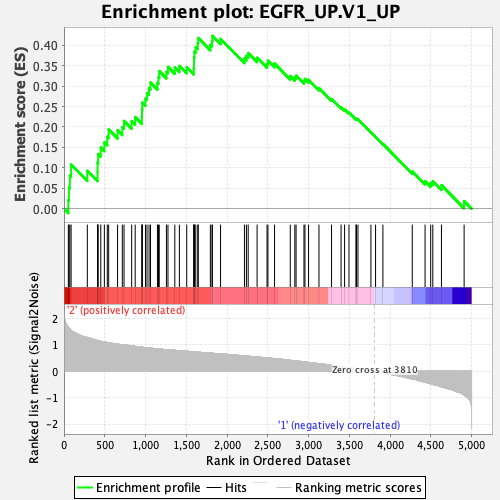 Enrichment plot: EGFR_UP.V1_UP
Enrichment score (ES)
0.40
0.35
0.30
0.25
0.20
0.15
0.10
0.05
0.00
'2' (positively correlated)
Ranked list metric (Signal2Noise)
2
1
0
-1
-2
Zero cross at 3810
'1' (negatively correlated)
0 500 1,000 1,500 2,000 2,500 3,000 3,500 4,000 4,500 5,000
Rank in Ordered Dataset
Enrichment profile Hits Ranking metric scores